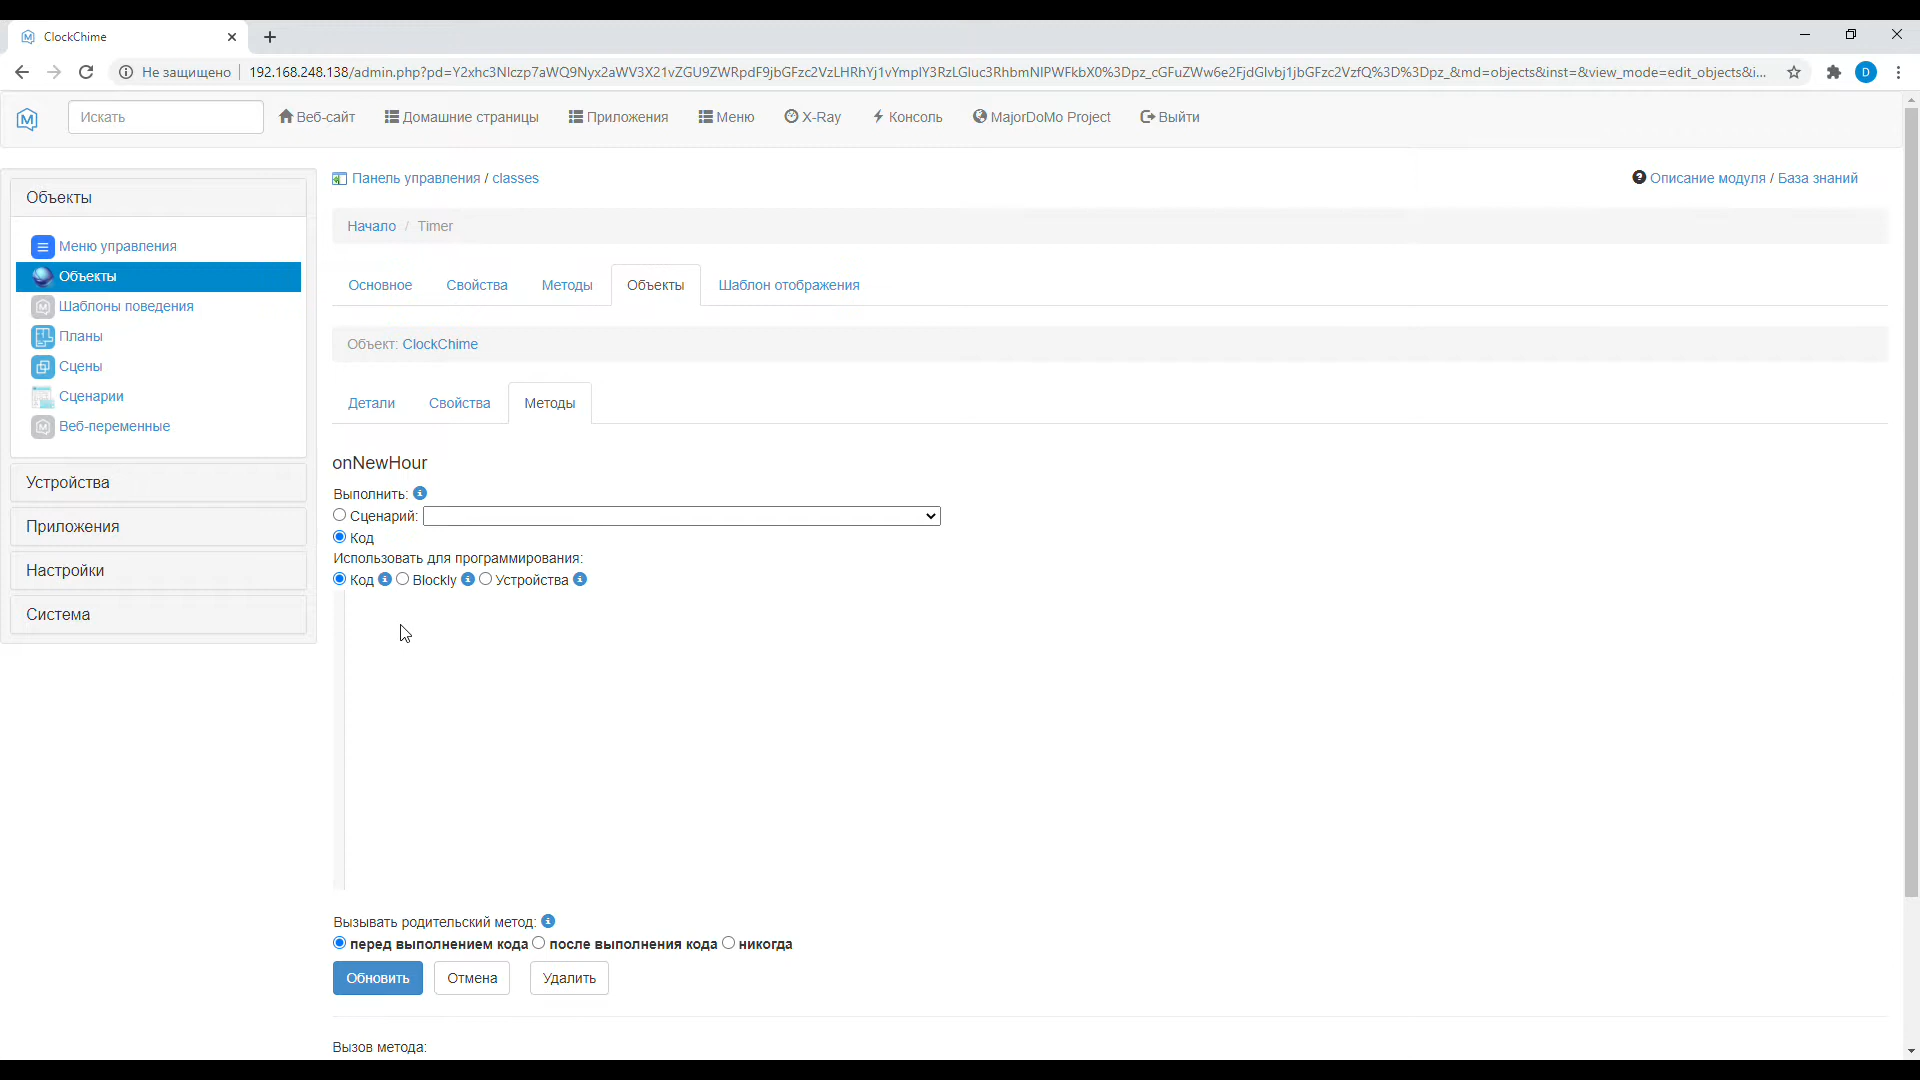 ClockChime
Не защищено
192.168.248.138/admin.php?pd=Y2xhc3Nlczp7aWQ9Nyx2aWV3X21vZGU9ZWRpdF9jbGFzc2VzLHRhYj1vYmplY3RzLGluc3RhbmNlPWFkbX0%3Dpz_cGFuZWw6e2FjdGlvbj1jbGFzc2VzfQ%3D%3Dpz_&md=objects&inst=&view_mode=edit_objects&i...
D
Искать
Веб-сайт
Домашние страницы
Приложения
Меню
X-Ray
Консоль
MajorDoMo Project
Выйти
Объекты
Меню управления
Объекты
Шаблоны поведения
Планы
Сцены
Сценарии
Веб-переменные
Устройства
Приложения
Настройки
Система
Панель управления / classes
Описание модуля / База знаний
Начало / Timer
Основное
Свойства
Методы
Объекты
Шаблон отображения
Объект: ClockChime
Детали
Свойства
Методы
onNewHour
Выполнить:
Сценарий:
Код
Использовать для программирования:
Код Blockly Устройства
Вызывать родительский метод:
перед выполнением кода после выполнения кода никогда
Обновить Отмена Удалить
Вызов метода: